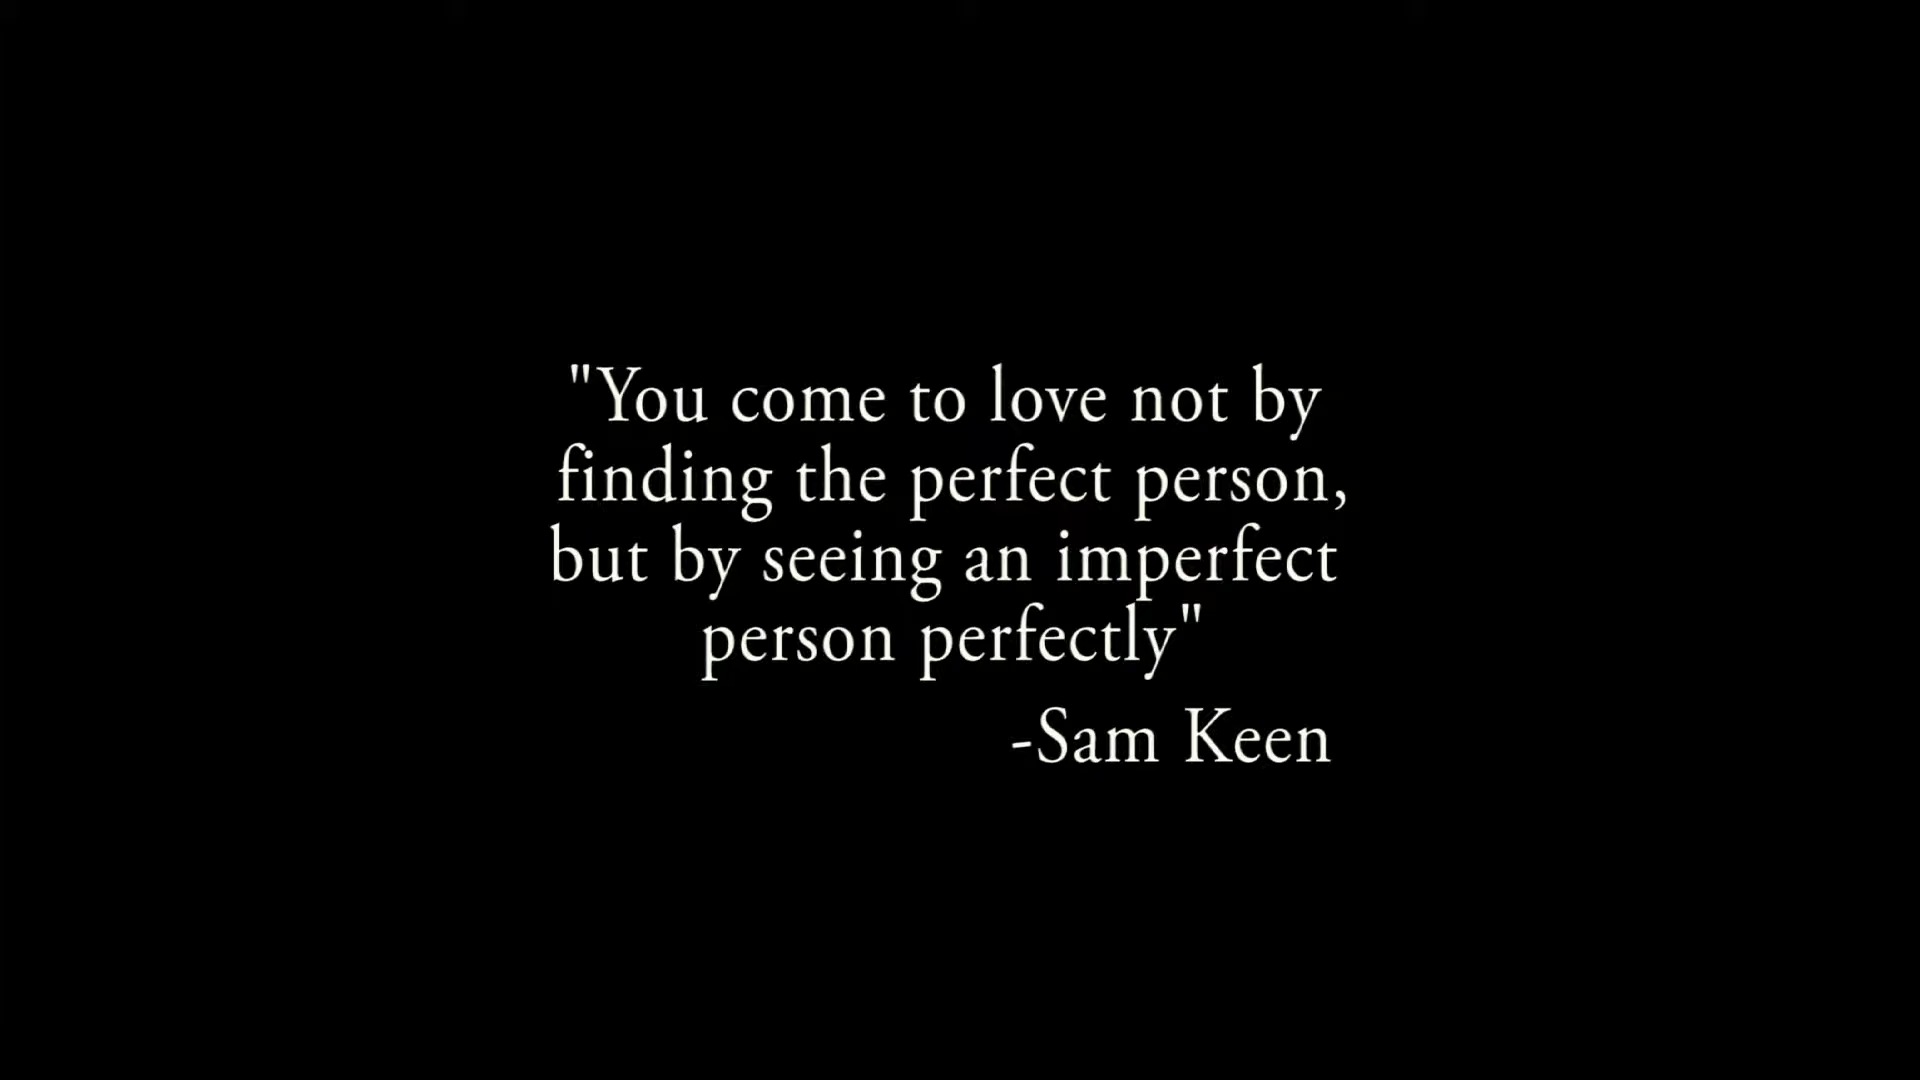 "You come to love not by
finding the perfect person,
but by seeing an imperfect
person perfectly"
-Sam Keen